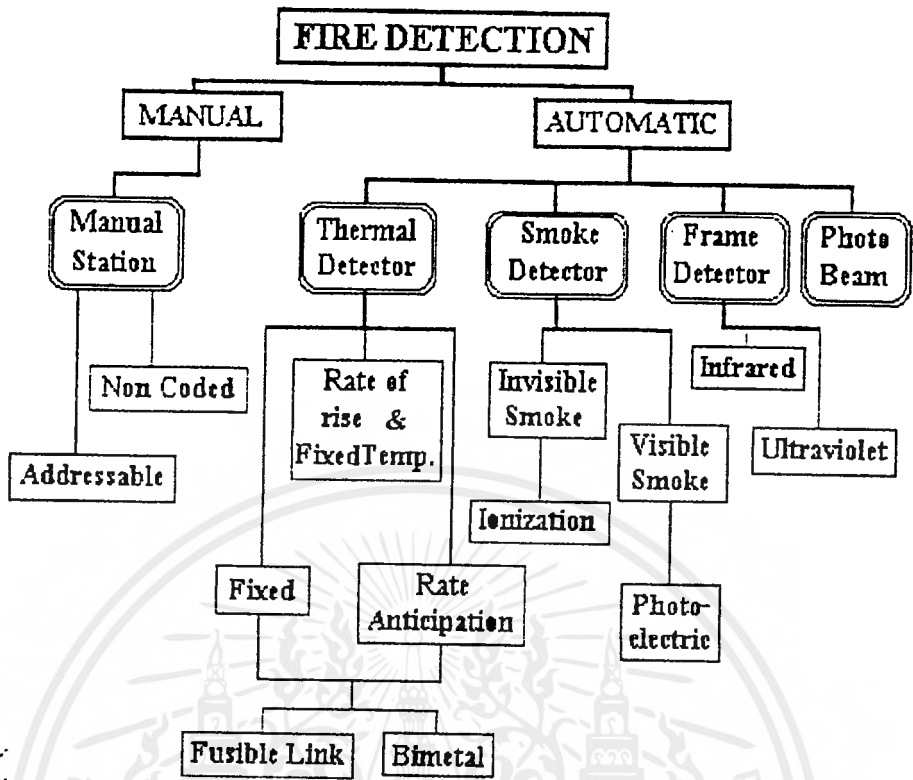 FIRE DETECTION
MANUAL
AUTOMATIC
Manual
Station
Thermal
Detector
Smoke
Detector
Frame
Detector
Photo
Beam
Non Coded
Addressable
Rate of
rise &
FixedTemp.
Invisible
Smoke
Infrared
Visible
Smoke
Ultraviolet
Ionization
Fixed
Rate
Anticipation
Photo-
electric
Fusible Link
Bimetal